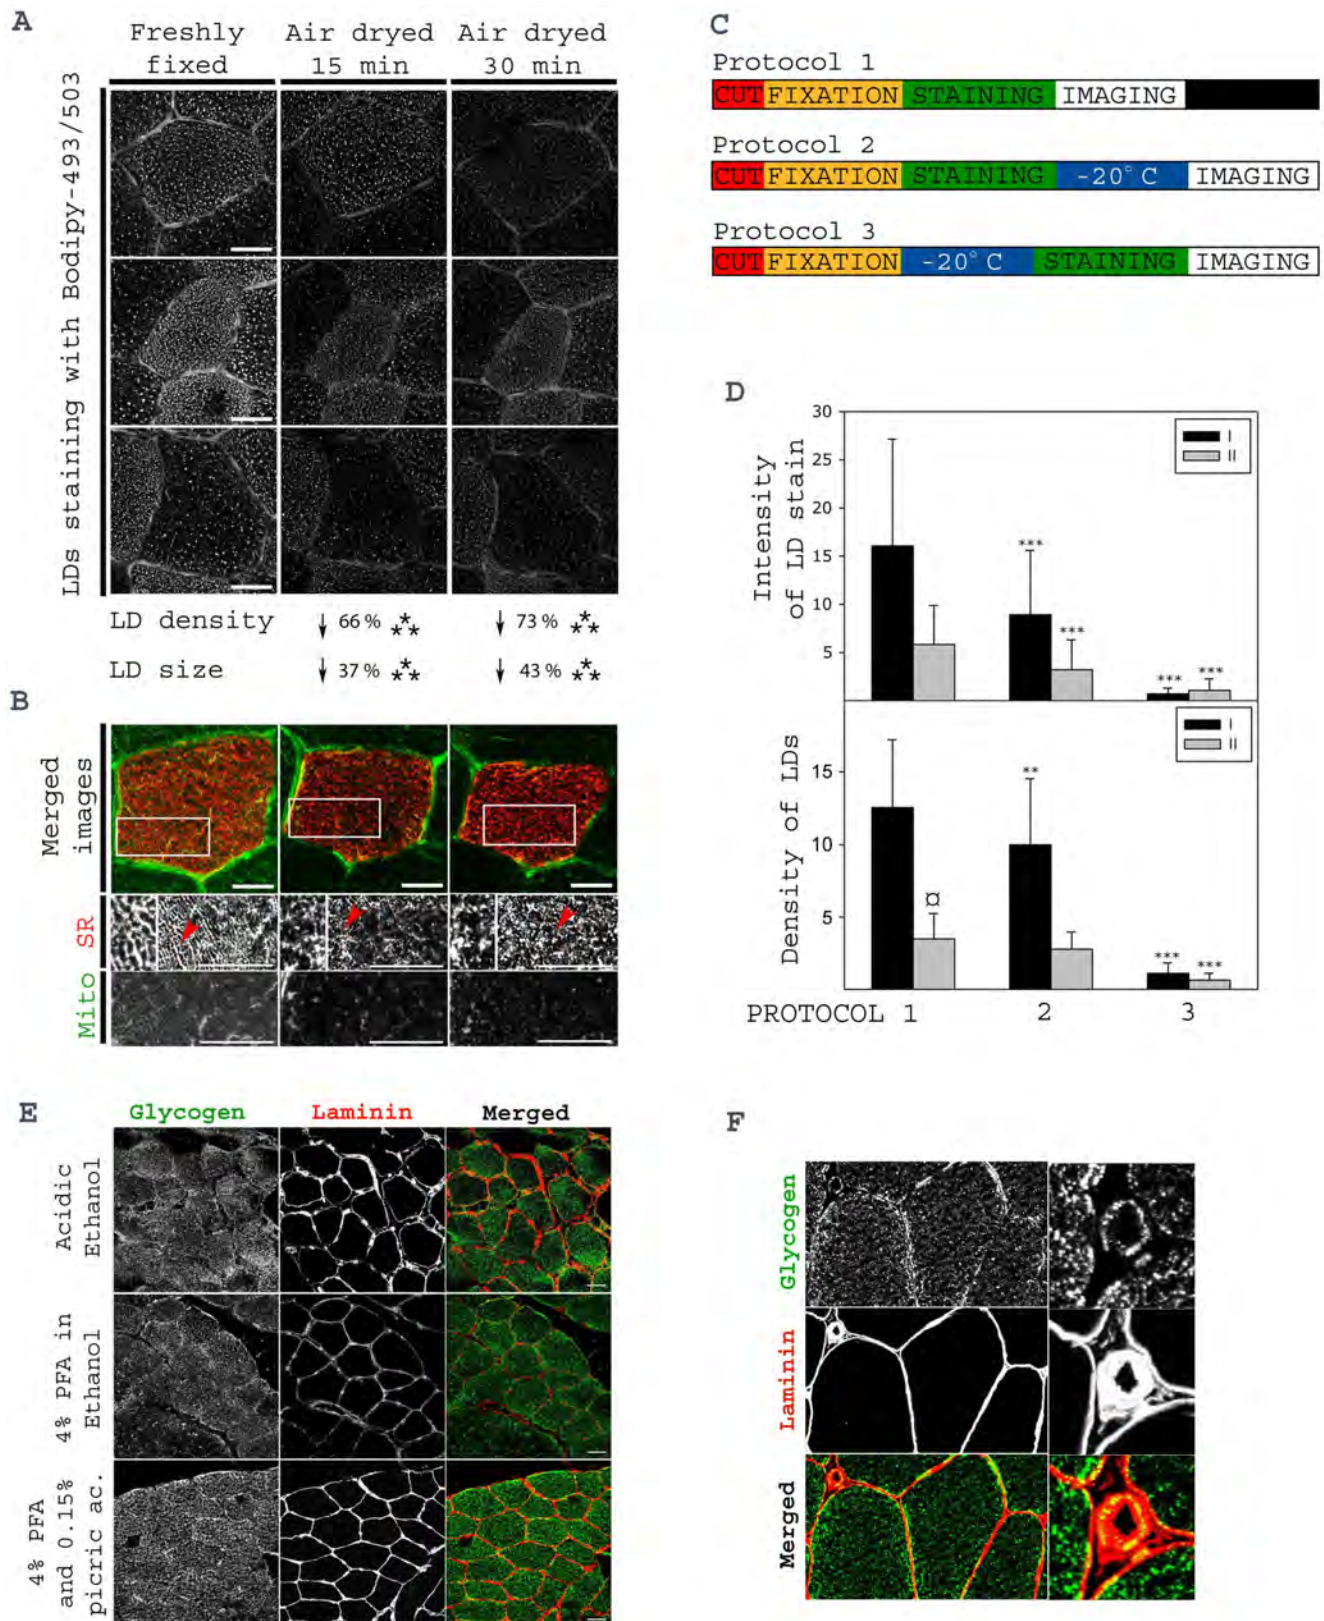 A
Freshly fixed
Air dryed 15 min
Air dryed 30 min
LDs staining with Bodipy-493/503
LD density
↓ 66 % ***
↓ 73 % ***
LD size
↓ 37 % ***
↓ 43 % ***
B
Merged images
SR
Mito
C
Protocol 1
CUT FIXATION STAINING IMAGING
Protocol 2
CUT FIXATION STAINING -20° C IMAGING
Protocol 3
CUT FIXATION -20° C STAINING IMAGING
D
Intensity of LD stain
30
25
20
15
10
5
I
II
***
***
***
***
Density of LDs
15
10
5
I
II
¤
**
***
***
PROTOCOL 1 2 3
E
Glycogen Laminin Merged
Acidic Ethanol
4% PFA in Ethanol
4% PFA and 0.15% picric ac.
F
Glycogen
Laminin
Merged